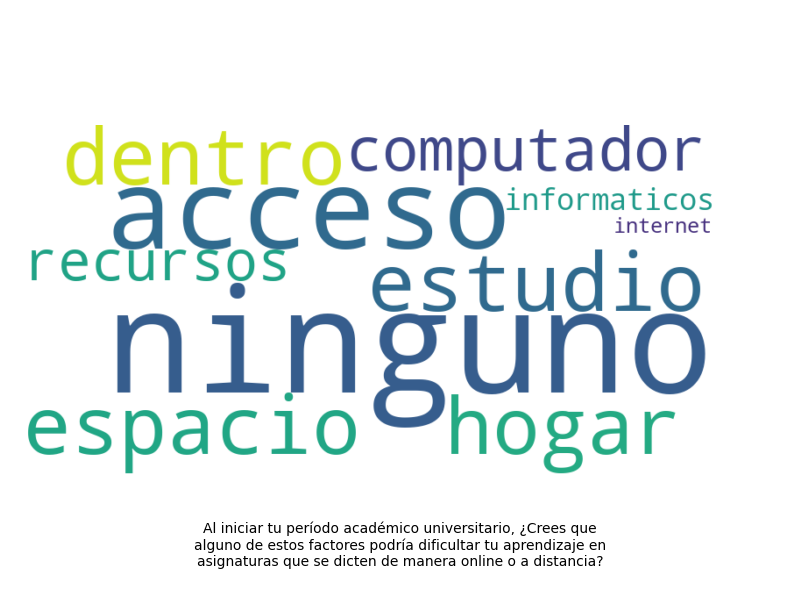 dentro computador
acceso informaticos
internet
recursos estudio
ninguno
espacio hogar
Al iniciar tu período académico universitario, ¿Crees que
alguno de estos factores podría dificultar tu aprendizaje en
asignaturas que se dicten de manera online o a distancia?